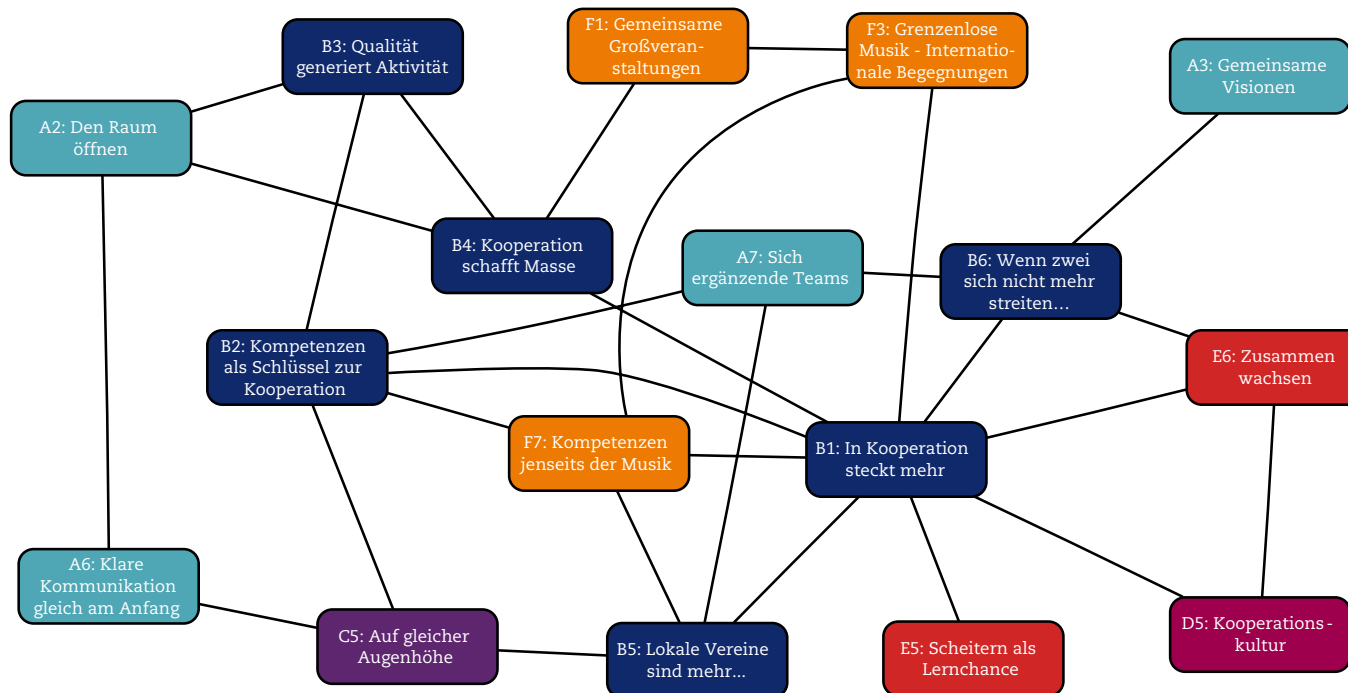 B3: Qualität
generiert Aktivität
F1: Gemeinsame
Großveran-
staltungen
F3: Grenzenlose
Musik - Internatio-
nale Begegnungen
A3: Gemeinsame
Visionen
A2: Den Raum
öffnen
B4: Kooperation
schafft Masse
A7: Sich
ergänzende Teams
B6: Wenn zwei
sich nicht mehr
streiten...
B2: Kompetenzen
als Schlüssel zur
Kooperation
E6: Zusammen
wachsen
F7: Kompetenzen
jenseits der Musik
B1: In Kooperation
steckt mehr
A6: Klare
Kommunikation
gleich am Anfang
C5: Auf gleicher
Augenhöhe
B5: Lokale Vereine
sind mehr...
E5: Scheitern als
Lernchance
D5: Kooperations-
kultur